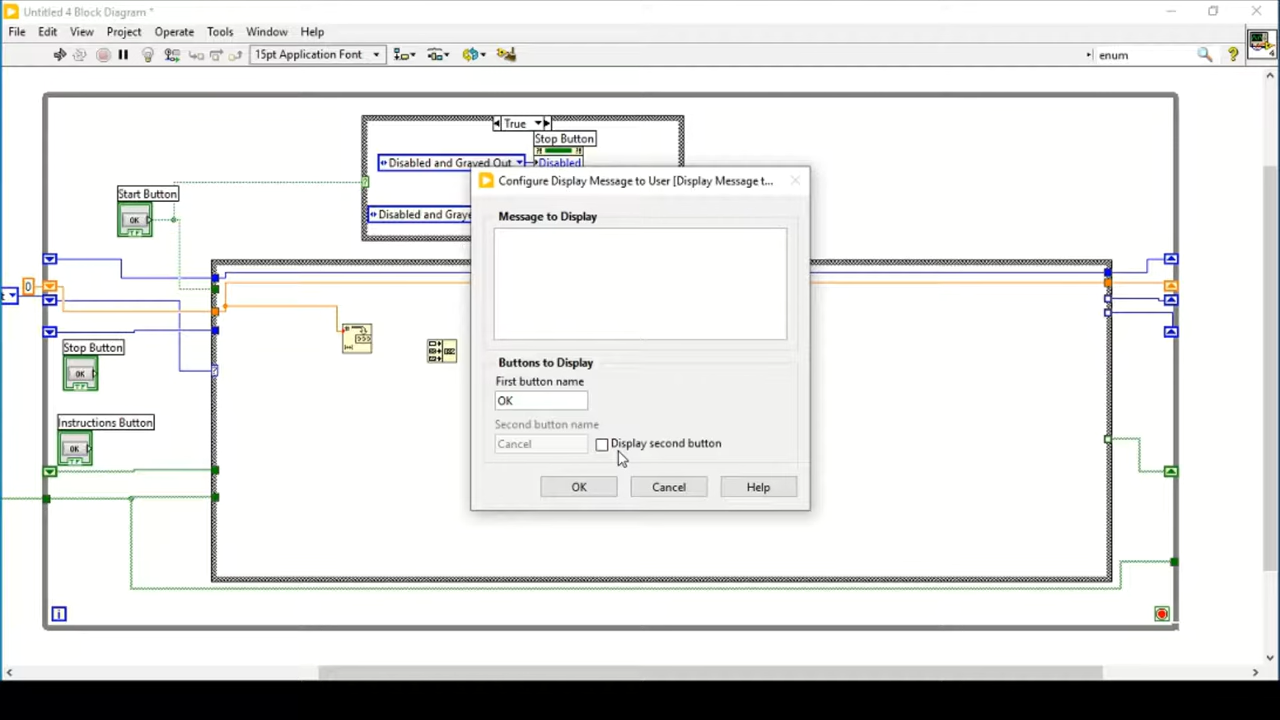 Untitled 4 Block Diagram *
File Edit View Project Operate Tools Window Help
15pt Application Font
enum
True
Stop Button
Disabled and Grayed Out
Disabled
Configure Display Message to User [Display Message t...
Start Button
OK
Disabled and Graye
Message to Display
0
t
Stop Button
OK
Buttons to Display
First button name
OK
Second button name
Cancel
Display second button
Instructions Button
OK
OK Cancel Help
i